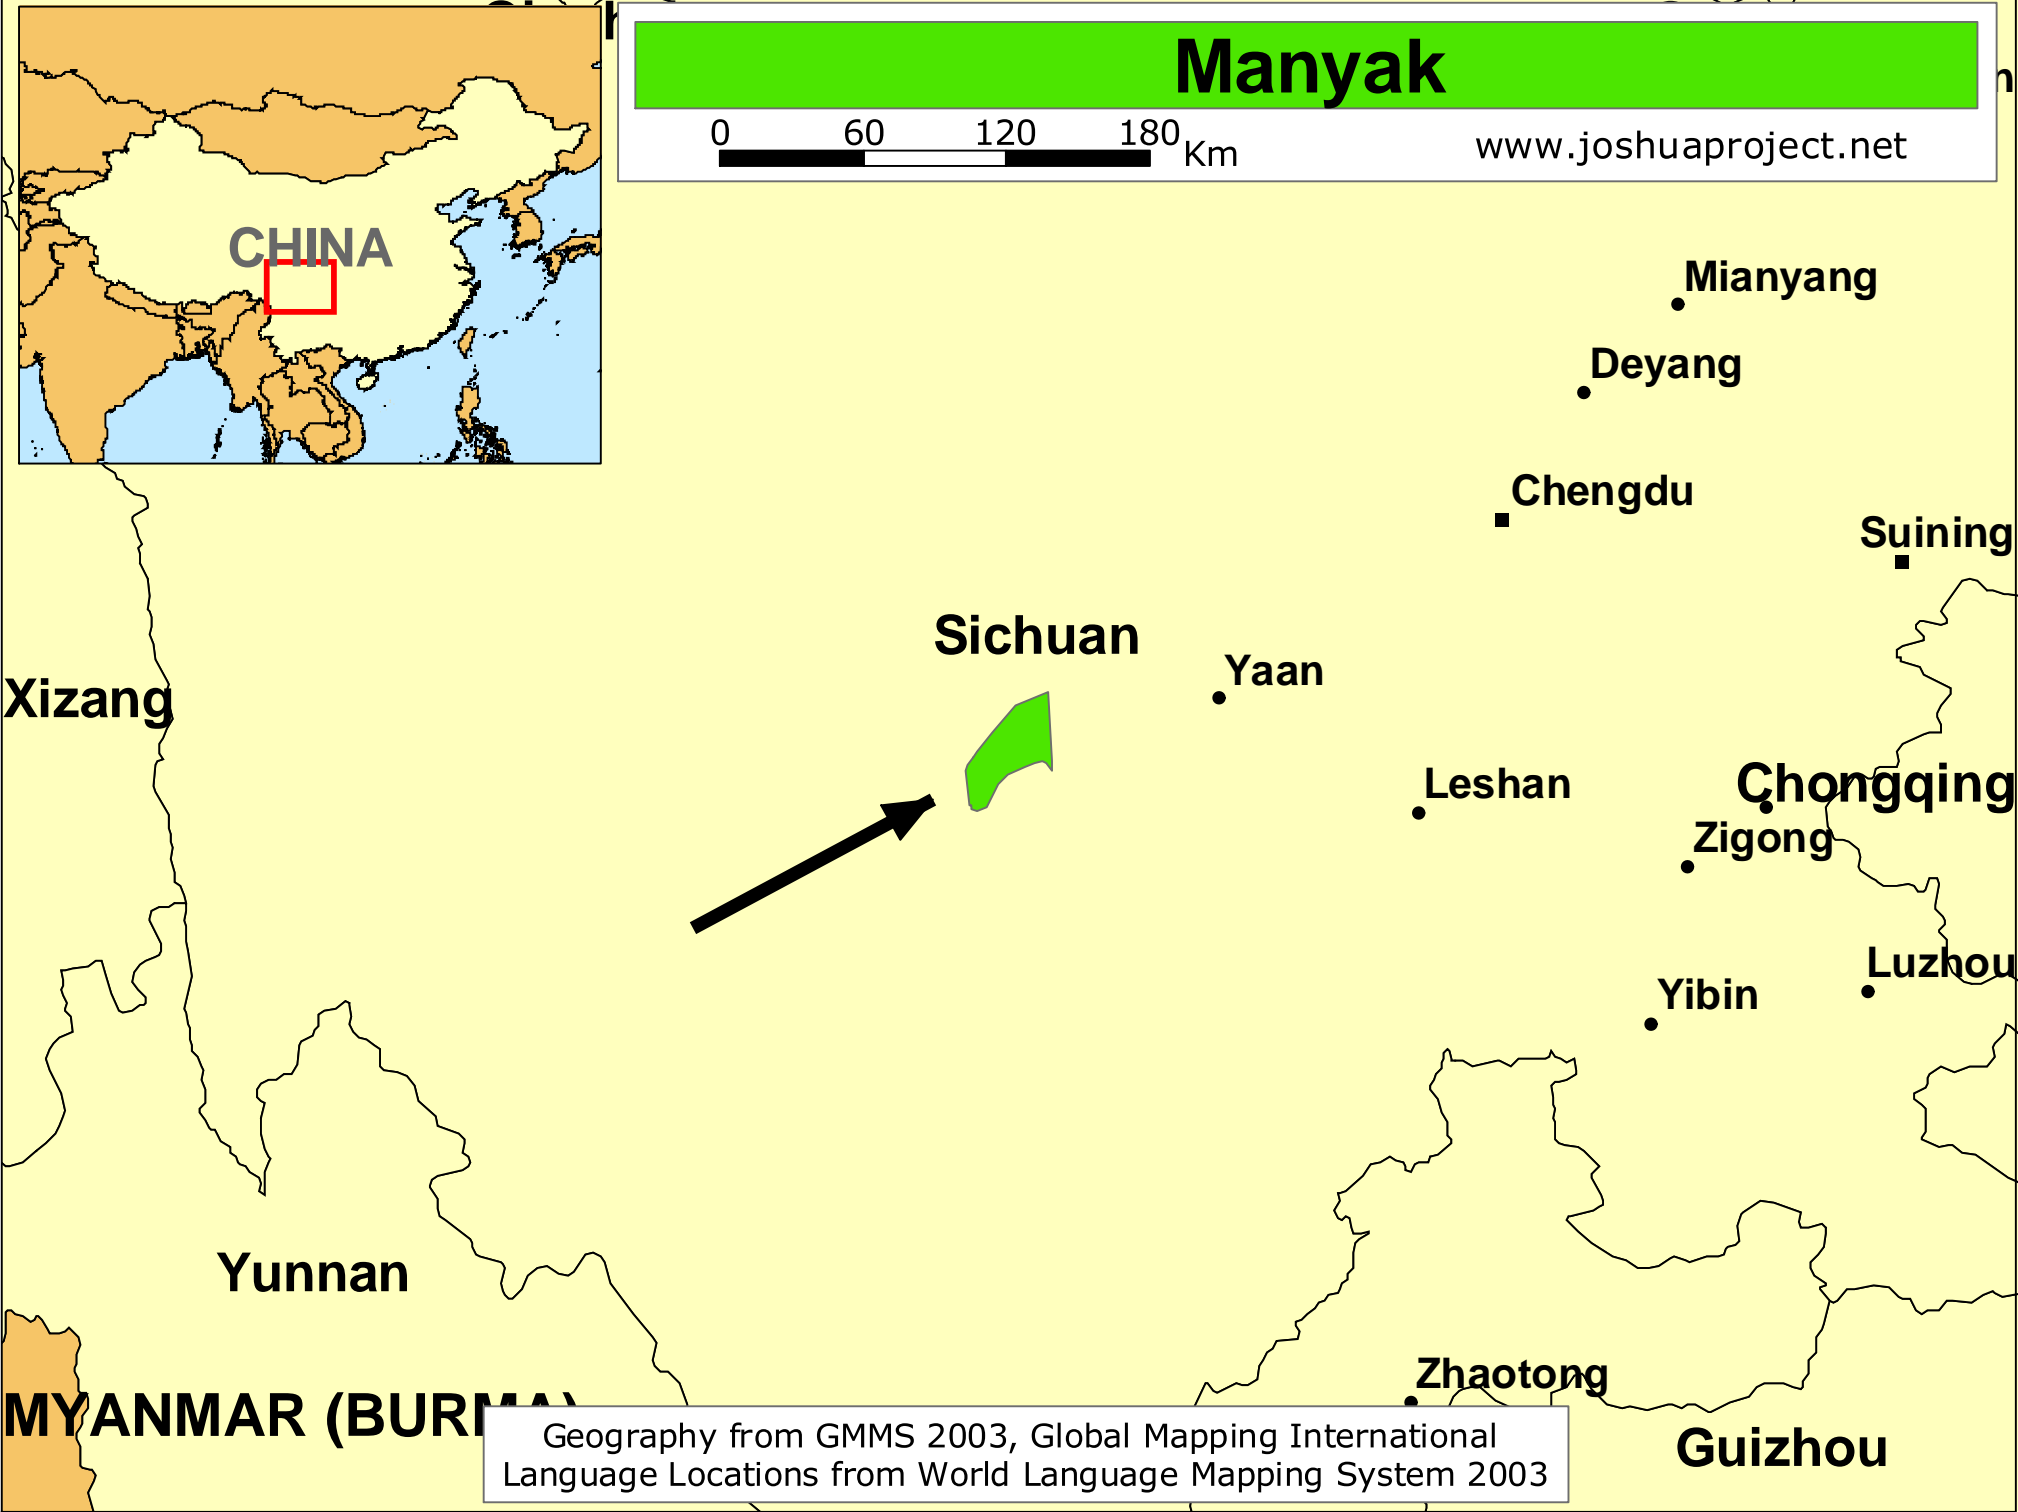 Manyak
0 60 120 180 Km
www.joshuaproject.net
CHINA
Mianyang
Deyang
Chengdu
Suining
Sichuan
Yaan
Xizang
Leshan
Chongqing
Zigong
Luzhou
Yibin
Yunnan
Zhaotong
MYANMAR (BURMA)
Guizhou
Geography from GMMS 2003, Global Mapping International
Language Locations from World Language Mapping System 2003